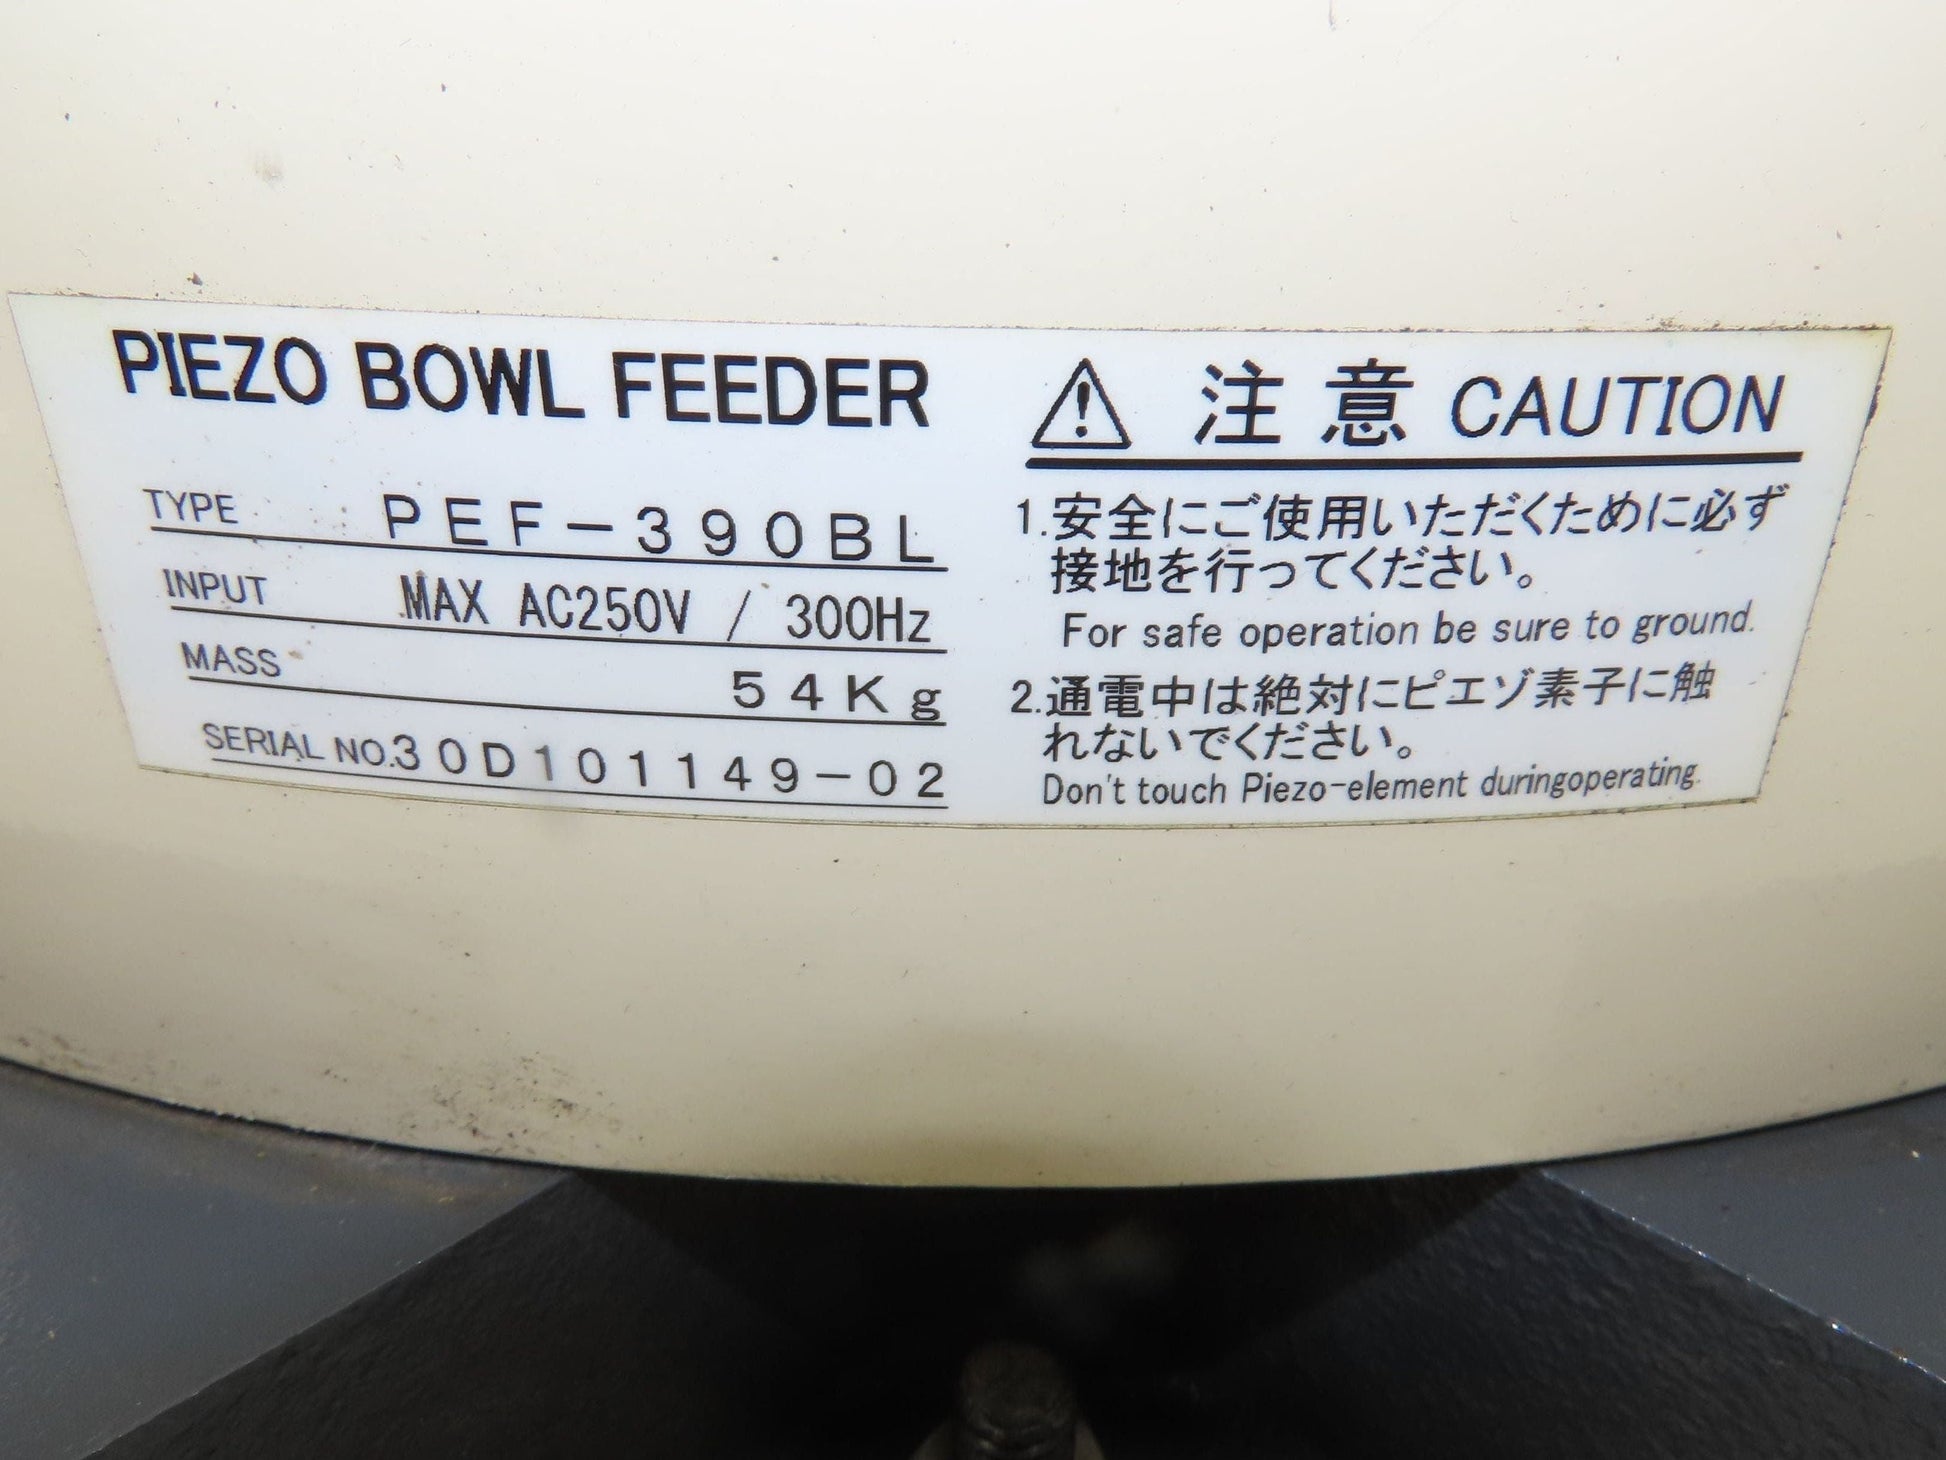 PIEZO BOWL FEEDER
TYPE PEF-390BL
INPUT MAX AC250V / 300Hz
MASS 54Kg
SERIAL NO.30D101149-02
注意 CAUTION
1.安全にご使用いただくために必ず
接地を行ってください。
For safe operation be sure to ground.
2.通電中は絶対にピエゾ素子に触
れないでください。
Don't touch Piezo-element duringoperating.